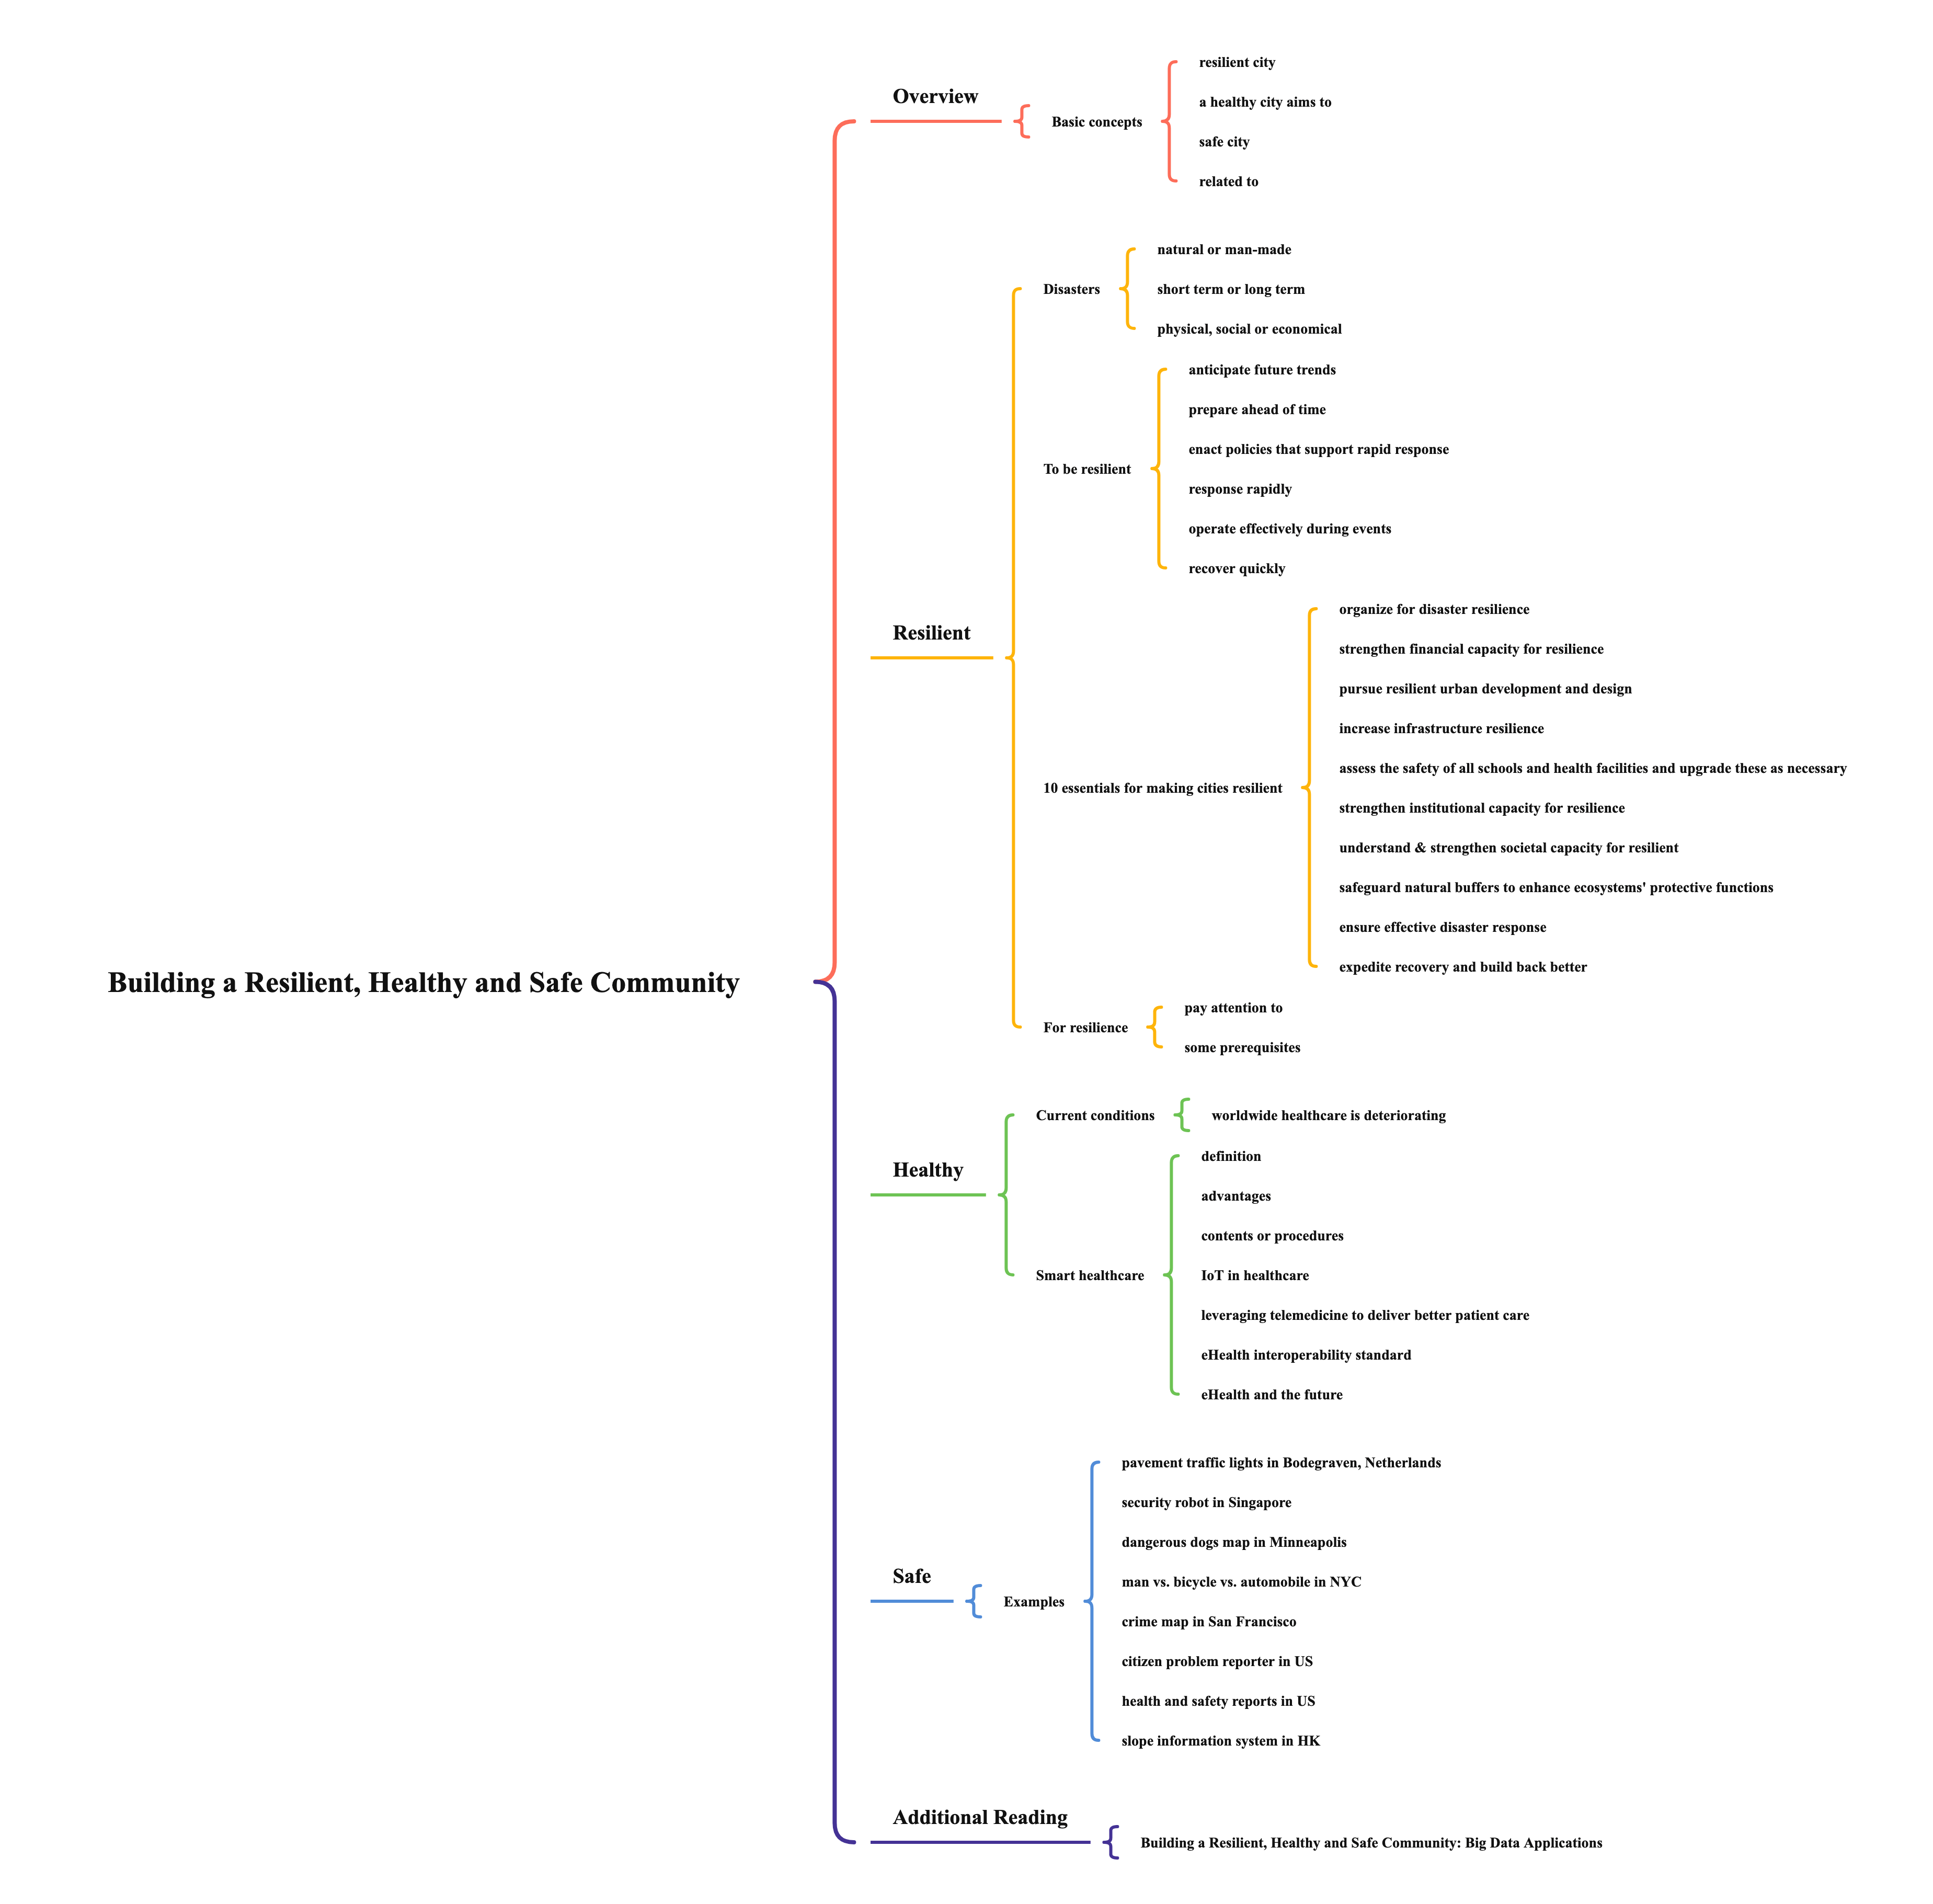 Building a Resilient, Healthy and Safe Community
Overview
Basic concepts
resilient city
a healthy city aims to
safe city
related to
Resilient
Disasters
natural or man-made
short term or long term
physical, social or economical
To be resilient
anticipate future trends
prepare ahead of time
enact policies that support rapid response
response rapidly
operate effectively during events
recover quickly
10 essentials for making cities resilient
organize for disaster resilience
strengthen financial capacity for resilience
pursue resilient urban development and design
increase infrastructure resilience
assess the safety of all schools and health facilities and upgrade these as necessary
strengthen institutional capacity for resilience
understand & strengthen societal capacity for resilient
safeguard natural buffers to enhance ecosystems' protective functions
ensure effective disaster response
expedite recovery and build back better
For resilience
pay attention to
some prerequisites
Healthy
Current conditions
worldwide healthcare is deteriorating
Smart healthcare
definition
advantages
contents or procedures
IoT in healthcare
leveraging telemedicine to deliver better patient care
eHealth interoperability standard
eHealth and the future
Safe
Examples
pavement traffic lights in Bodegraven, Netherlands
security robot in Singapore
dangerous dogs map in Minneapolis
man vs. bicycle vs. automobile in NYC
crime map in San Francisco
citizen problem reporter in US
health and safety reports in US
slope information system in HK
Additional Reading
Building a Resilient, Healthy and Safe Community: Big Data Applications